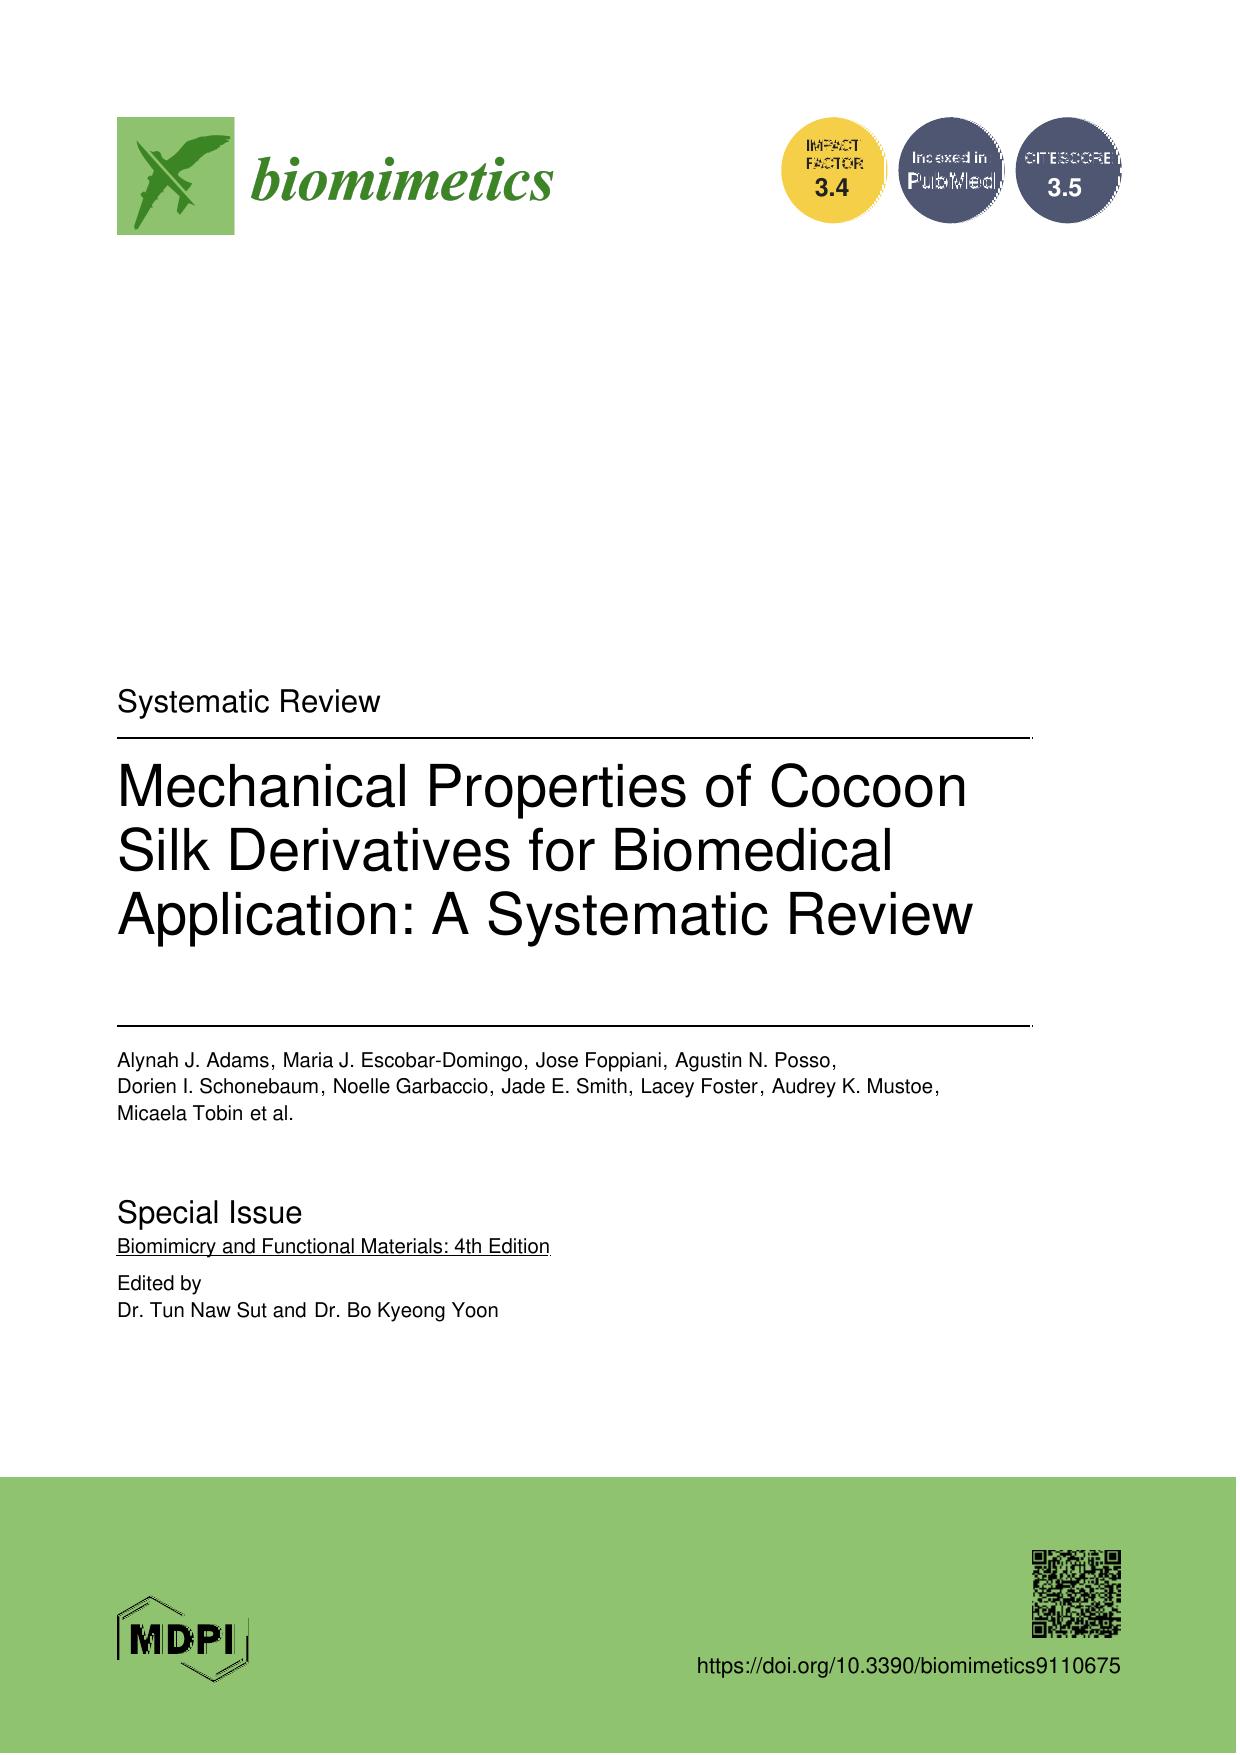 biomimetics
IMPACT
FACTOR
3.4
Indexed in
PubMed
CITESCORE
3.5
Systematic Review
Mechanical Properties of Cocoon
Silk Derivatives for Biomedical
Application: A Systematic Review
Alynah J. Adams, Maria J. Escobar-Domingo, Jose Foppiani, Agustin N. Posso,
Dorien I. Schonebaum, Noelle Garbaccio, Jade E. Smith, Lacey Foster, Audrey K. Mustoe,
Micaela Tobin et al.
Special Issue
Biomimicry and Functional Materials: 4th Edition
Edited by
Dr. Tun Naw Sut and Dr. Bo Kyeong Yoon
MDPI
https://doi.org/10.3390/biomimetics9110675